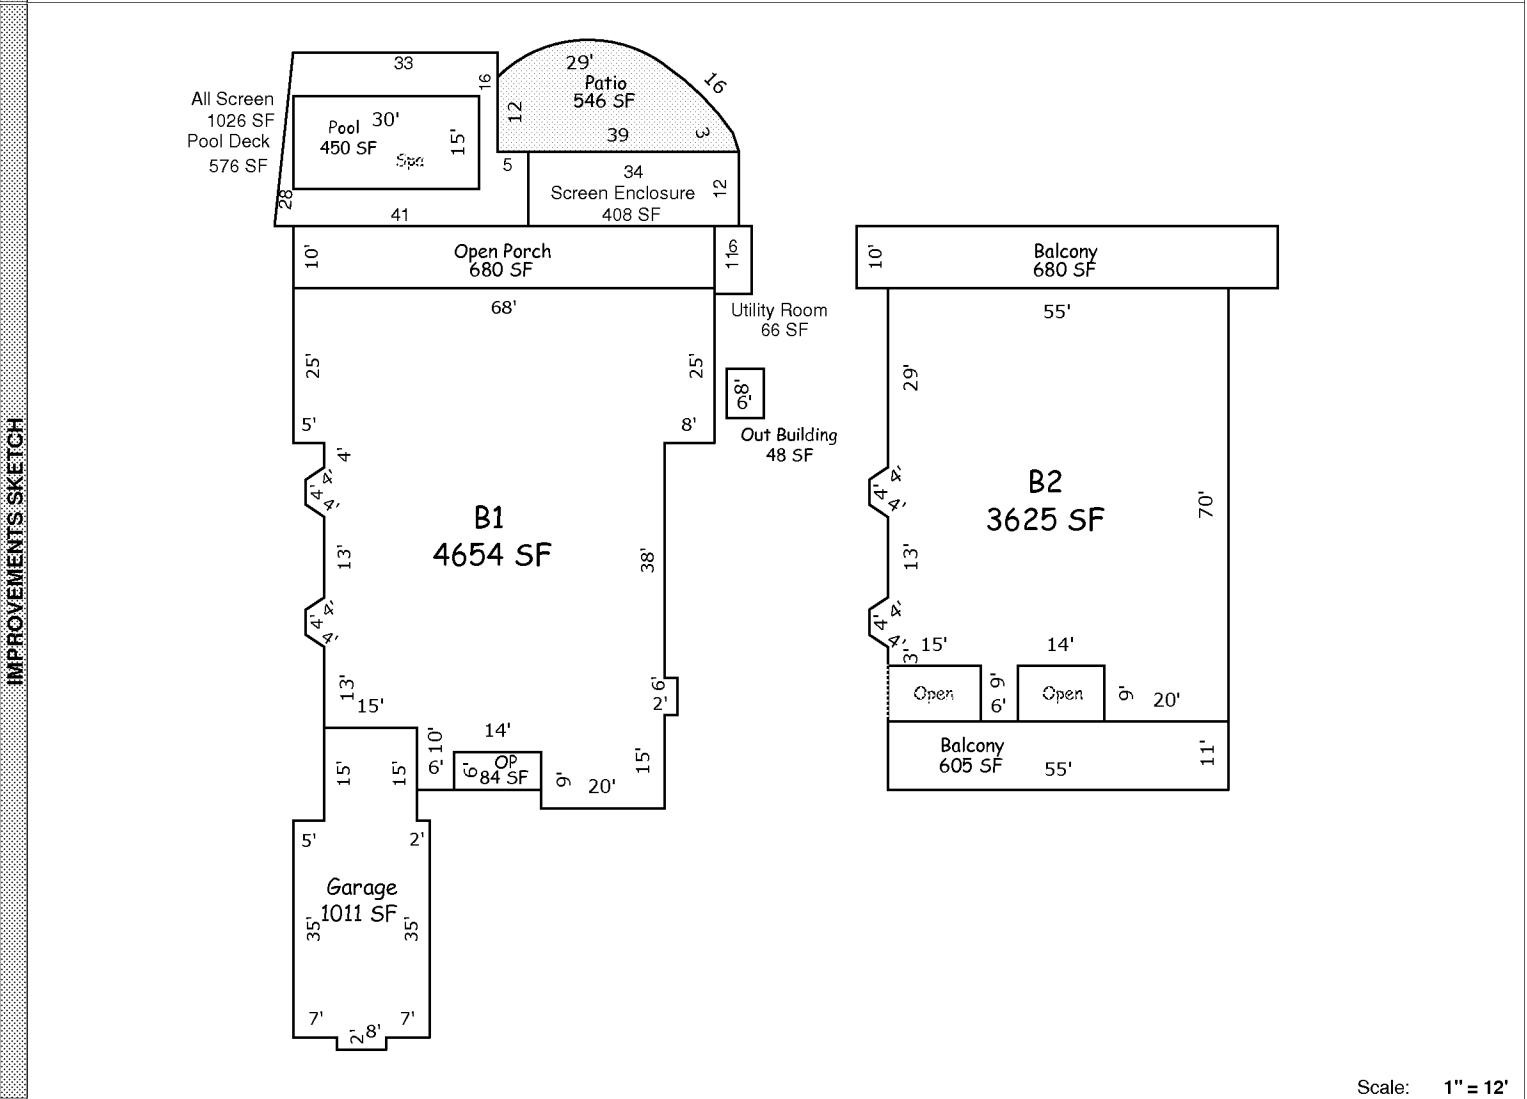 IMPROVEMENTS SKETCH
33
16
29'
Patio
546 SF
16
12
39
3
All Screen
1026 SF
Pool Deck
576 SF
Pool
450 SF
30'
15'
Spa
28
41
5
34
Screen Enclosure
408 SF
12
10'
Open Porch
680 SF
6
11
68'
Utility Room
66 SF
25'
25'
5'
8'
8'
6'
Out Building
48 SF
4'
4'
4'
4'
B1
4654 SF
13'
38'
4'
4'
4'
13'
15'
6'
2'
10'
6'
14'
6'
OP
84 SF
9'
20'
15'
15'
15'
5'
2'
Garage
1011 SF
35'
35'
7'
7'
2'
8'
10'
Balcony
680 SF
55'
29'
4'
4'
4'
B2
3625 SF
70'
13'
4'
4'
4'
3'
15'
14'
Open
9'
6'
Open
9'
20'
Balcony
605 SF
55'
11'
Scale: 1" = 12'